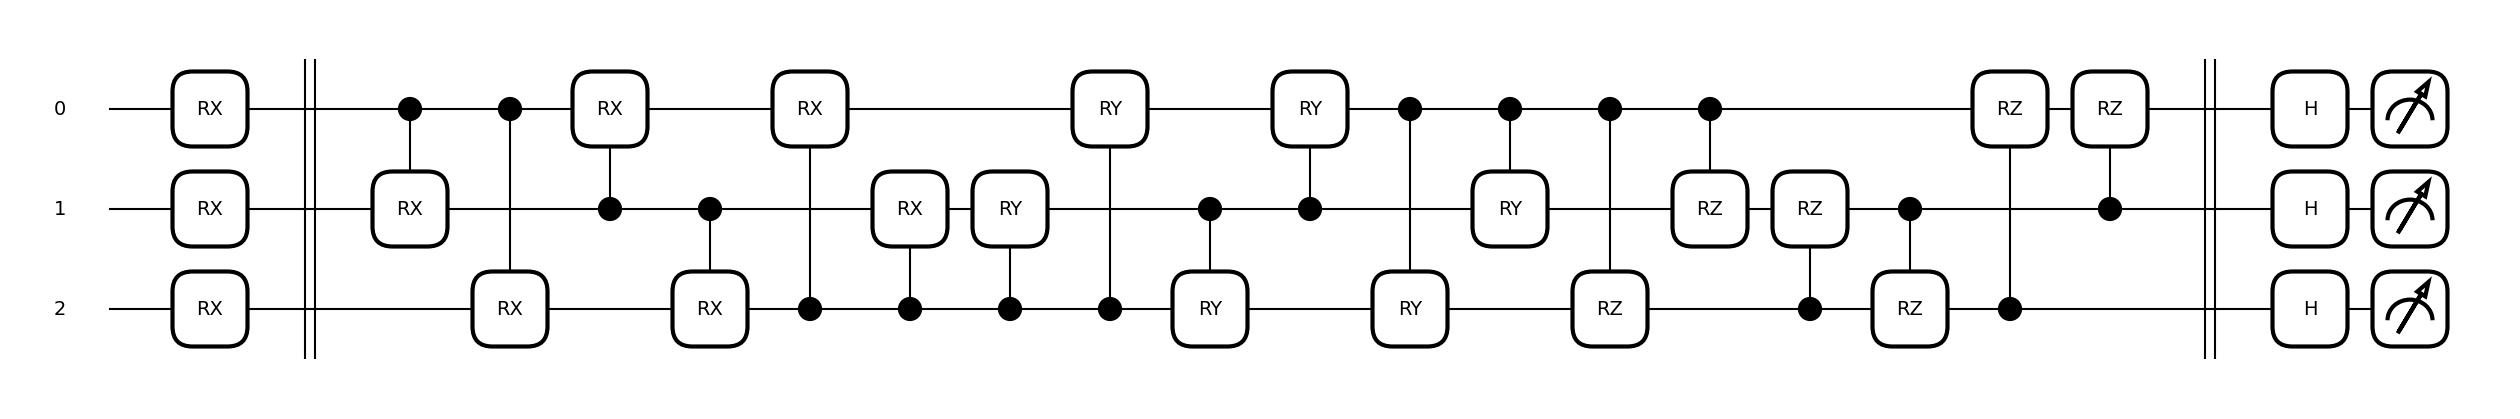 0 RX RX RX RY RY RZ RZ H
1 RX RX RX RY RY RZ RZ H
2 RX RX RX RY RY RZ RZ H